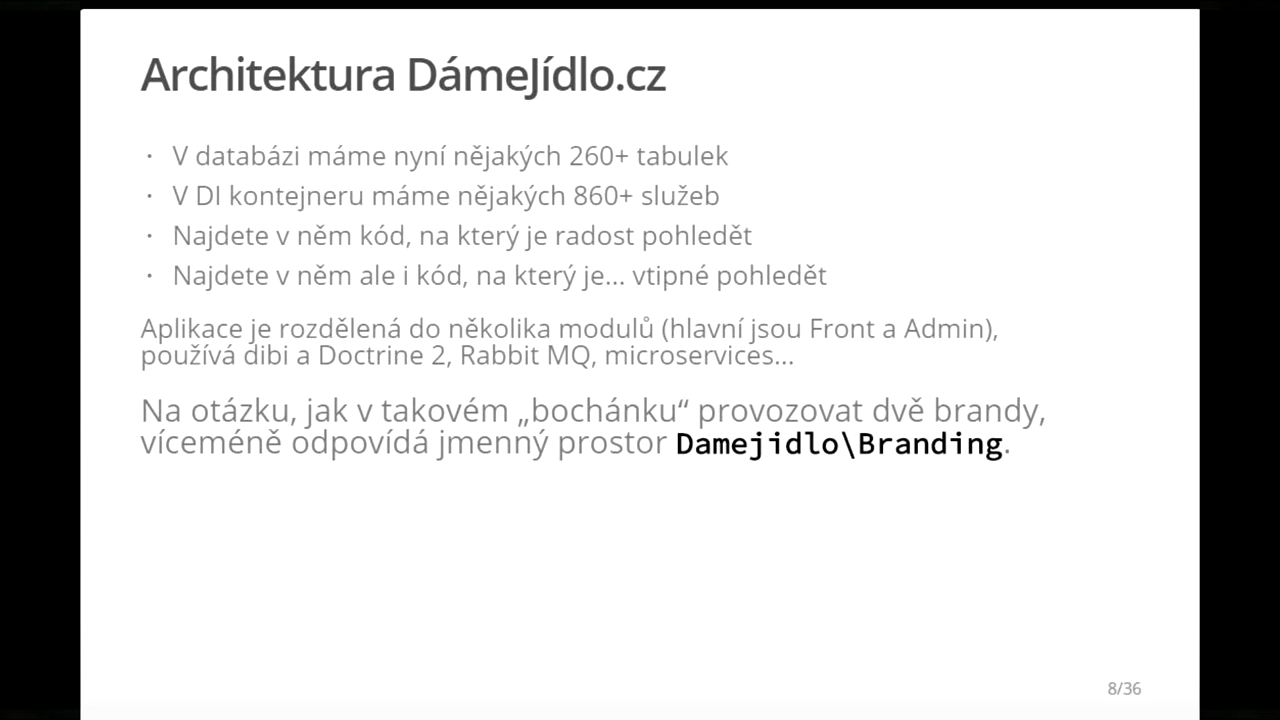 Architektura DámeJídlo.cz
· V databázi máme nyní nějakých 260+ tabulek
· V DI kontejneru máme nějakých 860+ služeb
· Najdete v něm kód, na který je radost pohledět
· Najdete v něm ale i kód, na který je... vtipné pohledět
Aplikace je rozdělená do několika modulů (hlavní jsou Front a Admin),
používá dibi a Doctrine 2, Rabbit MQ, microservices...
Na otázku, jak v takovém „bochánku“ provozovat dvě brandy,
víceméně odpovídá jmenný prostor Damejidlo\Branding.
8/36